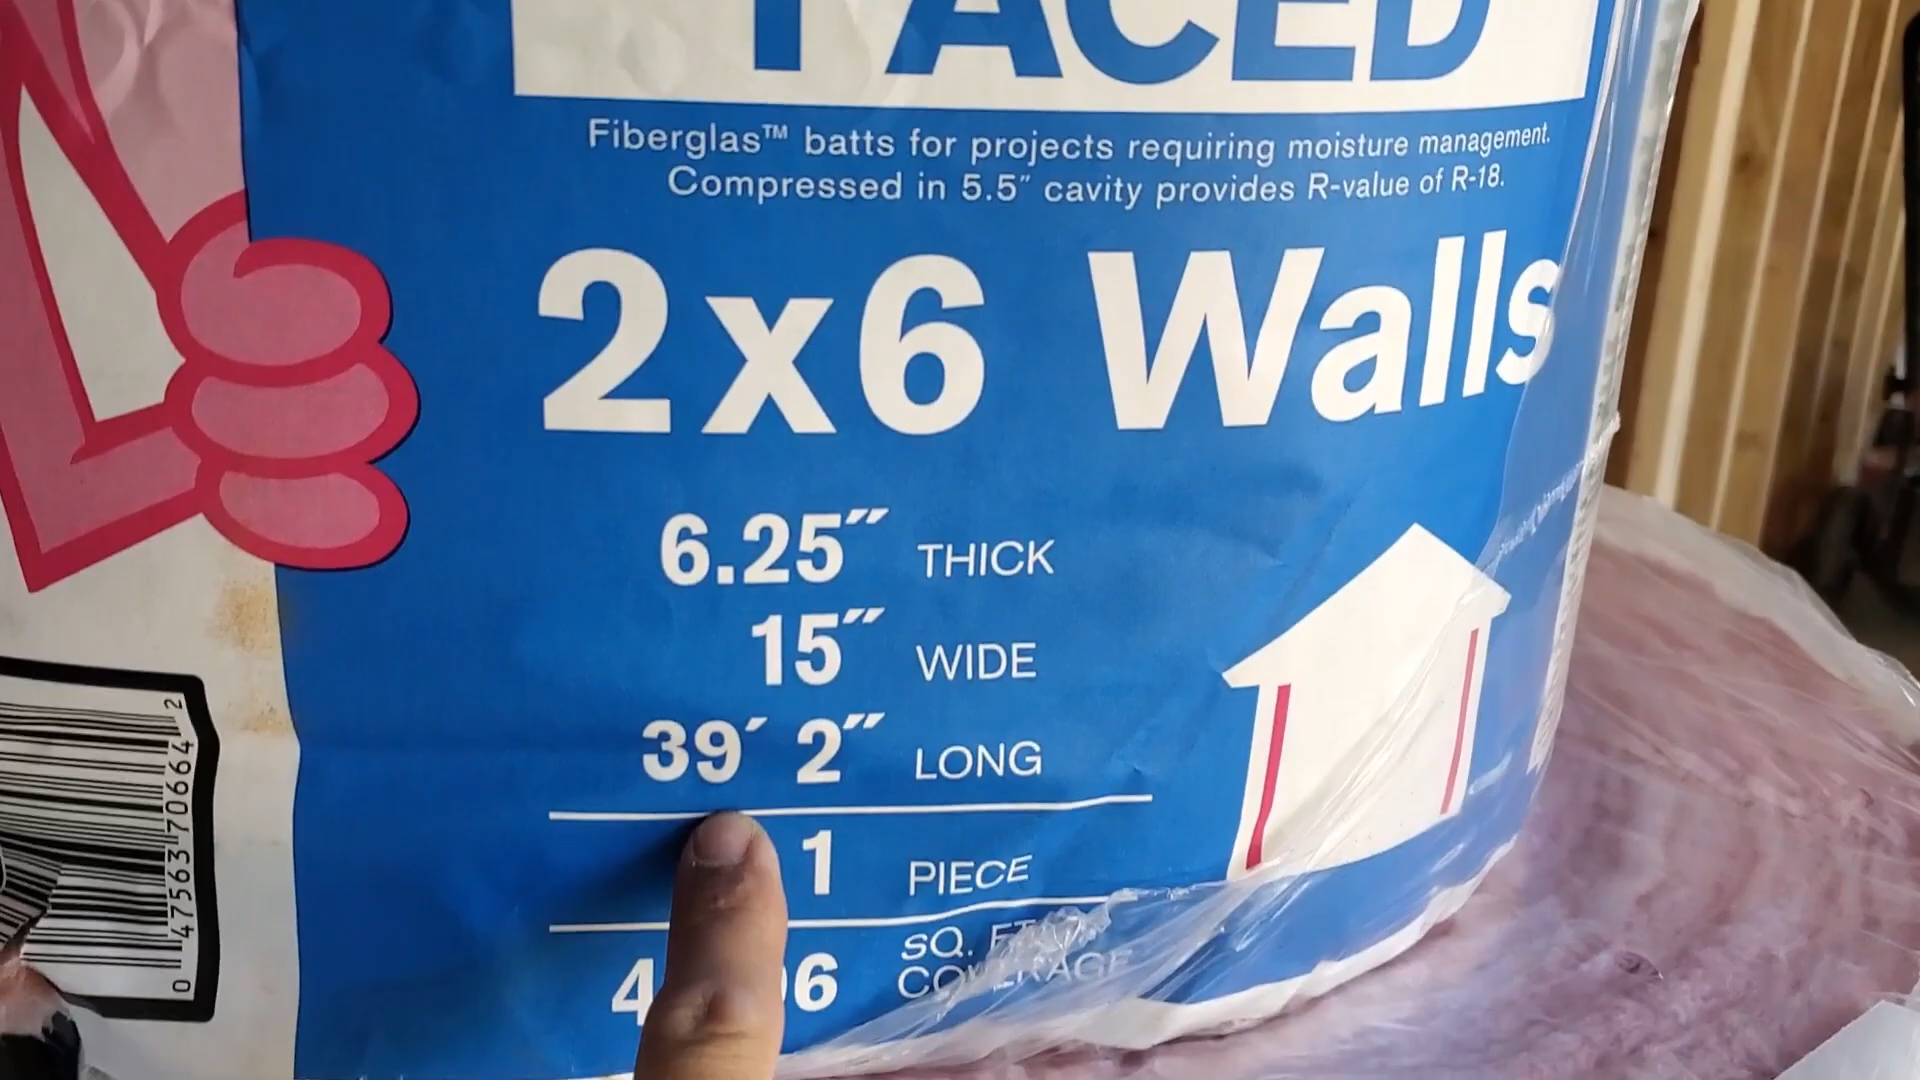 FACED
Fiberglas™ batts for projects requiring moisture management.
Compressed in 5.5″ cavity provides R-value of R-18.
2x6 Walls
6.25″ THICK
15″ WIDE
39′ 2″ LONG
1 PIECE
SQ. FT.
COVERAGE
0 47563 70664 2